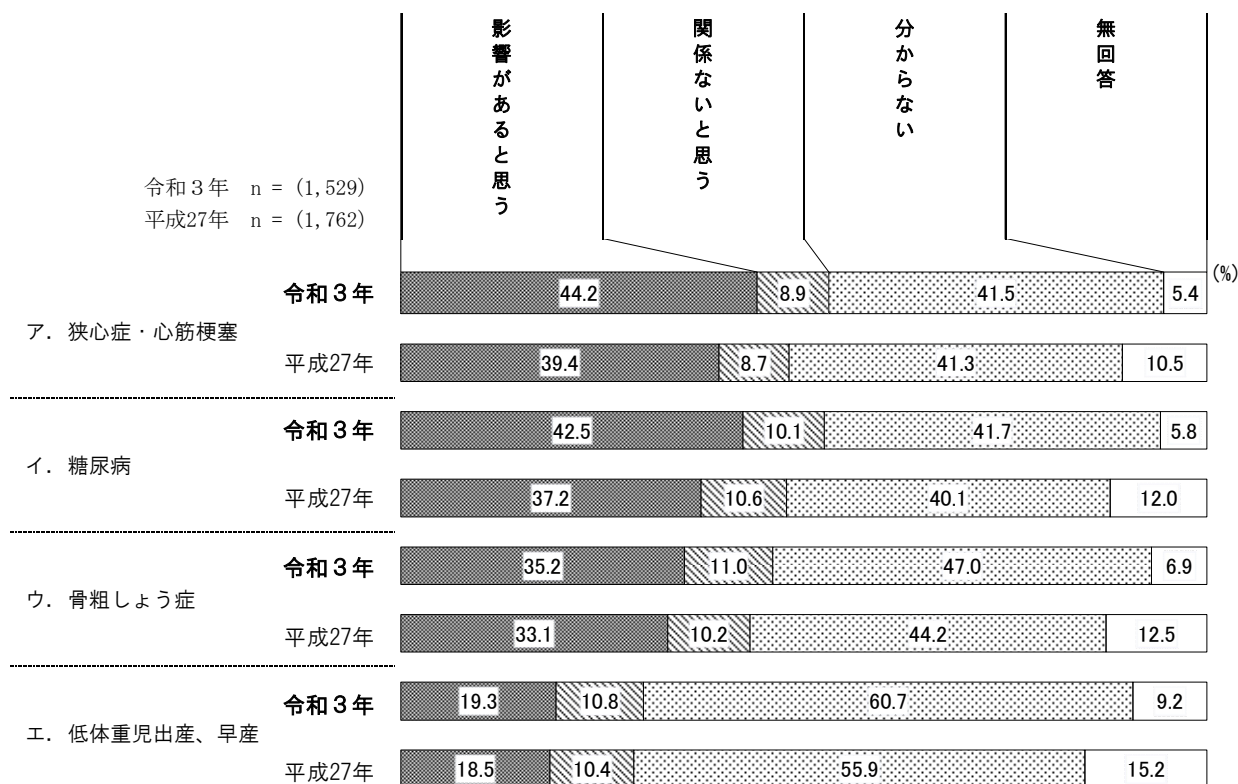 影響があると思う
関係ないと思う
分からない
無回答
令和３年 n = (1,529)
平成27年 n = (1,762)
(%)
令和３年 44.2 8.9 41.5 5.4
ア．狭心症・心筋梗塞
平成27年 39.4 8.7 41.3 10.5
令和３年 42.5 10.1 41.7 5.8
イ．糖尿病
平成27年 37.2 10.6 40.1 12.0
令和３年 35.2 11.0 47.0 6.9
ウ．骨粗しょう症
平成27年 33.1 10.2 44.2 12.5
令和３年 19.3 10.8 60.7 9.2
エ．低体重児出産、早産
平成27年 18.5 10.4 55.9 15.2